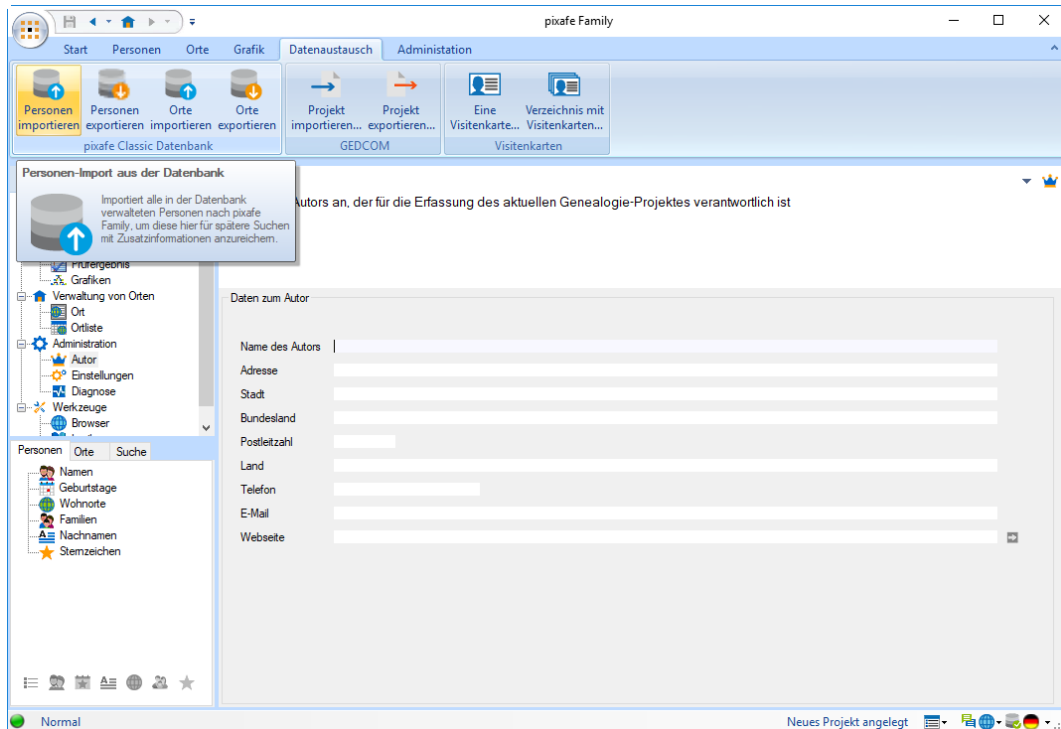 pixafe Family
Start Personen Orte Grafik Datenaustausch Administration
Personen importieren
Personen exportieren
Orte importieren
Orte exportieren
Projekt importieren...
Projekt exportieren...
Eine Visitenkarte...
Verzeichnis mit Visitenkarten...
pixafe Classic Datenbank
GEDCOM
Visitenkarten
Personen-Import aus der Datenbank
Importiert alle in der Datenbank
verwalteten Personen nach pixafe
Family, um diese hier für spätere Suchen
mit Zusatzinformationen anzureichern.
Autors an, der für die Erfassung des aktuellen Genealogie-Projektes verantwortlich ist
Prüfergebnis
Grafiken
Verwaltung von Orten
Ort
Ortliste
Administration
Autor
Einstellungen
Diagnose
Werkzeuge
Browser
Personen Orte Suche
Namen
Geburtstage
Wohnorte
Familien
Nachnamen
Sternzeichen
Daten zum Autor
Name des Autors
Adresse
Stadt
Bundesland
Postleitzahl
Land
Telefon
E-Mail
Webseite
Normal
Neues Projekt angelegt